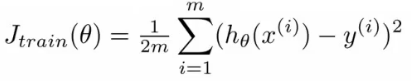 J_{train}(θ) = \frac{1}{2m} \sum_{i=1}^{m} (h_θ(x^{(i)}) − y^{(i)})^2